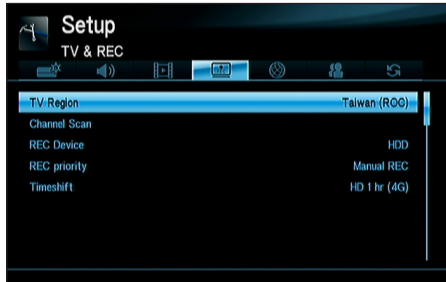 Setup
TV & REC
TV Region Taiwan (ROC)
Channel Scan
REC Device HDD
REC priority Manual REC
Timeshift HD 1 hr (4G)